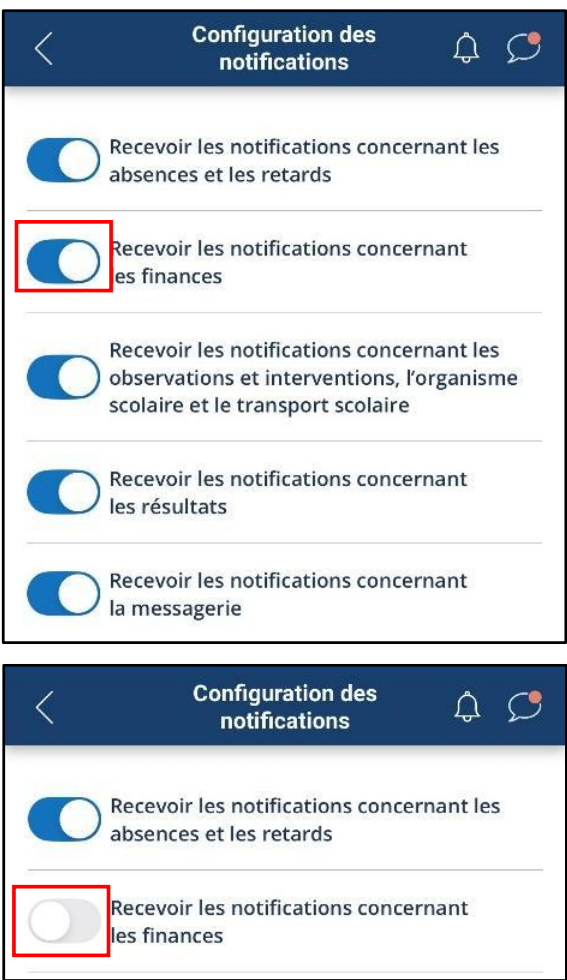 Configuration des
notifications
Recevoir les notifications concernant les
absences et les retards
Recevoir les notifications concernant
les finances
Recevoir les notifications concernant les
observations et interventions, l’organisme
scolaire et le transport scolaire
Recevoir les notifications concernant
les résultats
Recevoir les notifications concernant
la messagerie
Configuration des
notifications
Recevoir les notifications concernant les
absences et les retards
Recevoir les notifications concernant
les finances